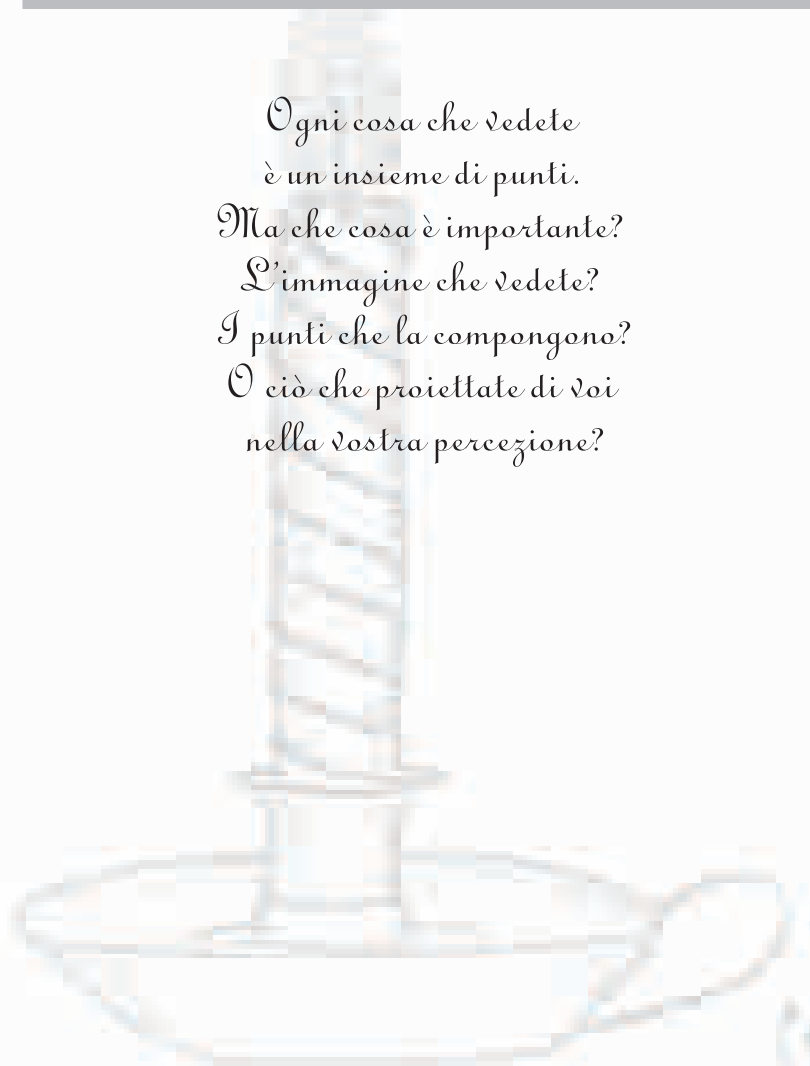 Ogni cosa che vedete
è un insieme di punti.
Ma che cosa è importante?
L'immagine che vedete?
I punti che la compongono?
O ciò che proiettate di voi
nella vostra percezione?